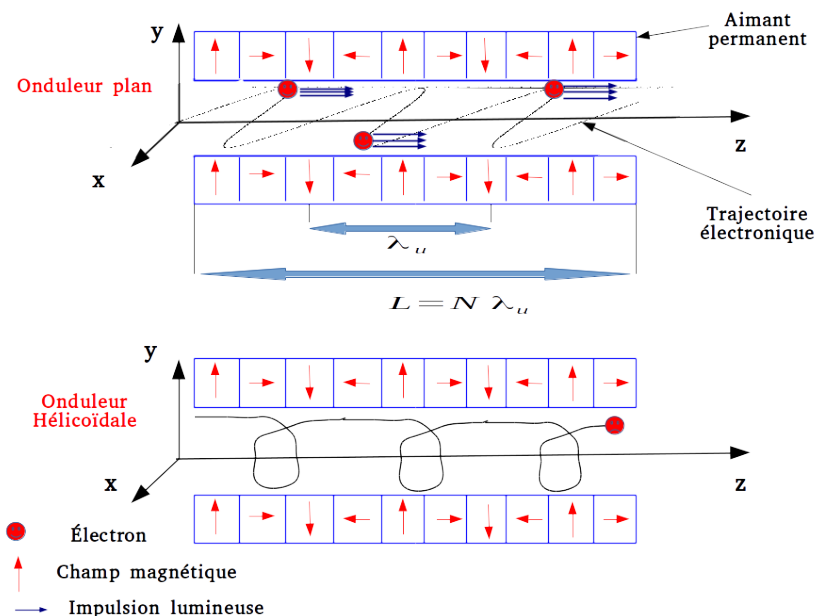 y
Aimant
permanent
Onduleur plan
z
x
Trajectoire
électronique
λu
L = N λu
y
Onduleur
Hélicoïdale
x
z
Électron
Champ magnétique
Impulsion lumineuse